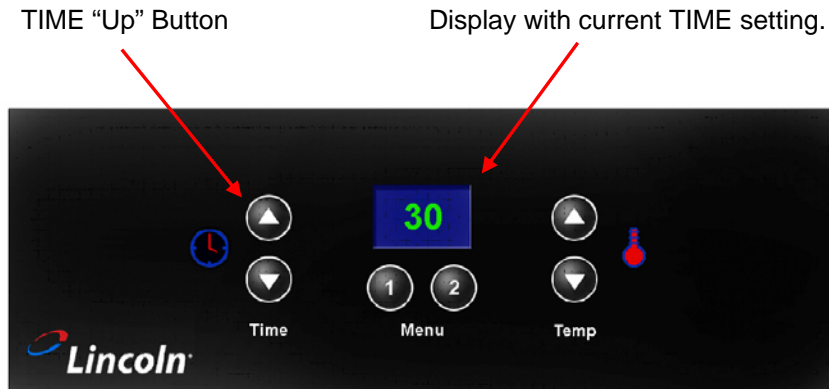 TIME “Up” Button
Display with current TIME setting.
30
1 2
Time Menu Temp
Lincoln